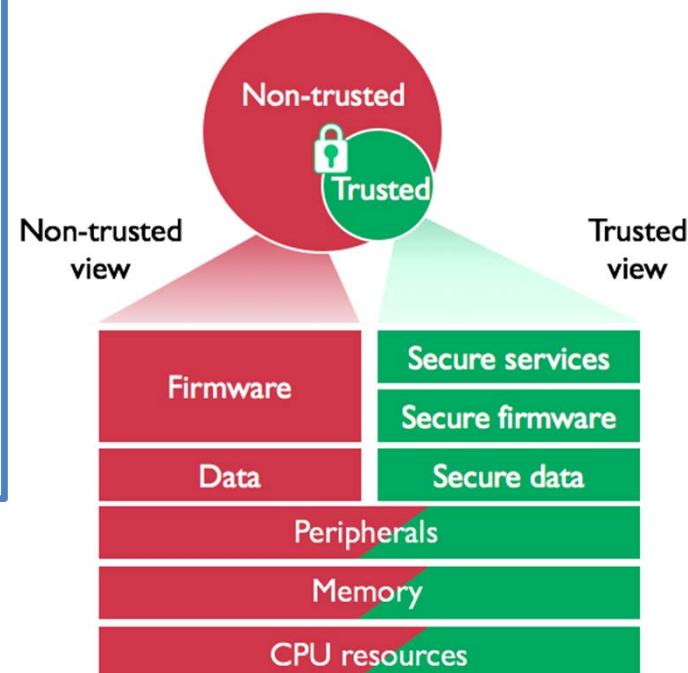 Non-trusted
Trusted
Non-trusted
view
Trusted
view
Firmware
Secure services
Secure firmware
Data
Secure data
Peripherals
Memory
CPU resources